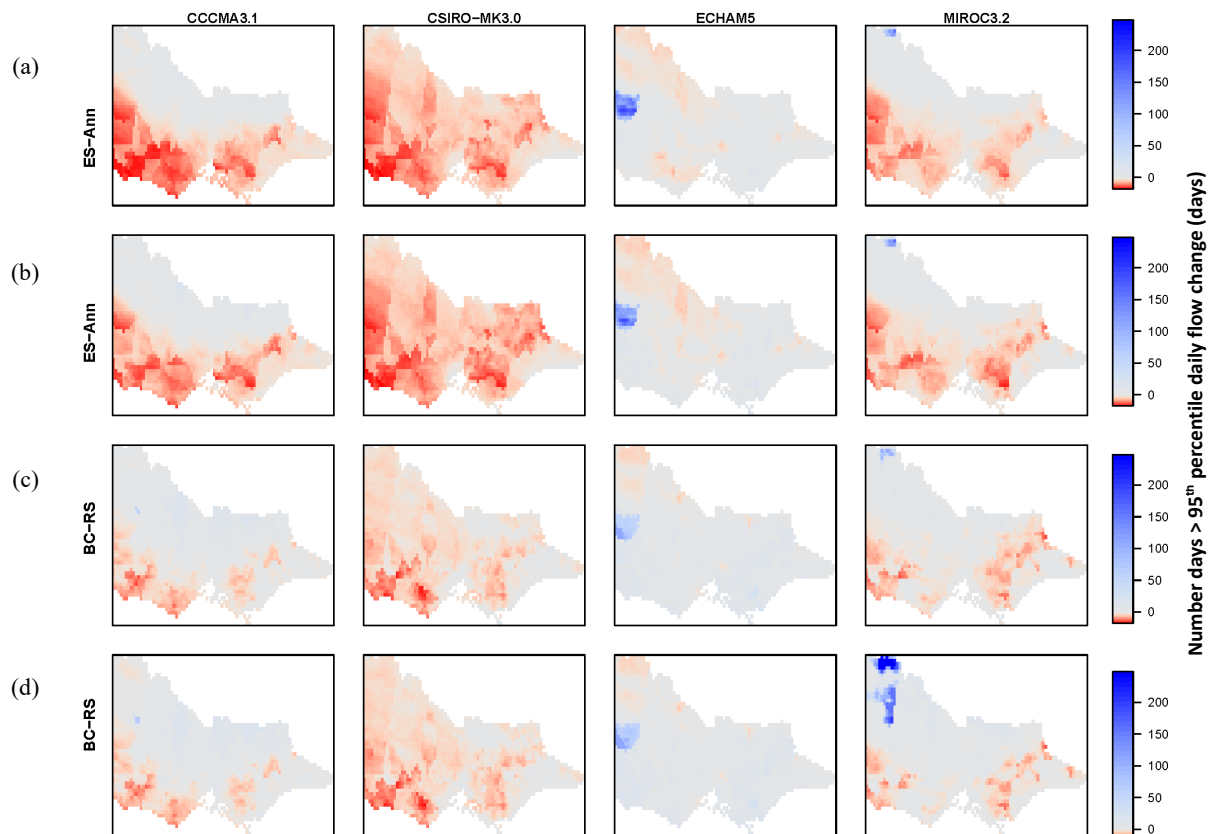 CCCMA3.1 CSIRO−MK3.0 ECHAM5 MIROC3.2
(a)
ES−Ann
200
150
100
50
0
(b)
ES−Ann
200
150
100
50
0
(c)
BC−RS
200
150
100
50
0
(d)
BC−RS
200
150
100
50
0
Number days > 95th percentile daily flow change (days)